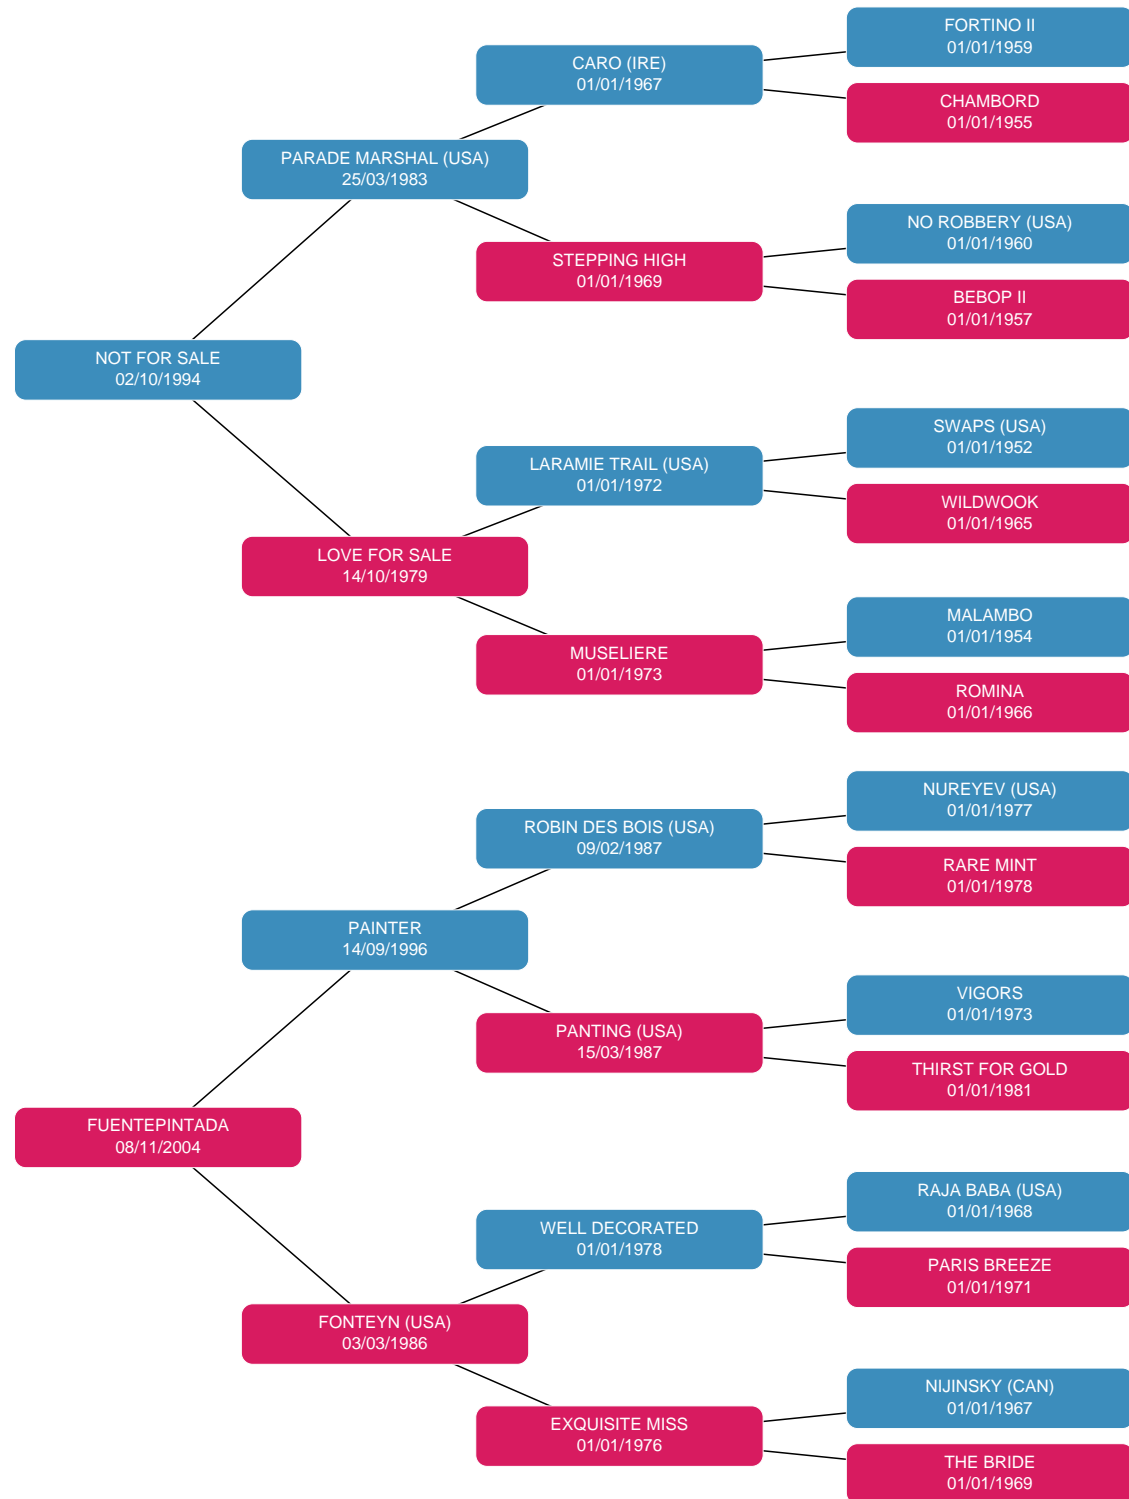 FORTINO II
01/01/1959
CARO (IRE)
01/01/1967
CHAMBORD
01/01/1955
PARADE MARSHAL (USA)
25/03/1983
NO ROBBERY (USA)
01/01/1960
STEPPING HIGH
01/01/1969
BEBOP II
01/01/1957
NOT FOR SALE
02/10/1994
SWAPS (USA)
01/01/1952
LARAMIE TRAIL (USA)
01/01/1972
WILDWOOK
01/01/1965
LOVE FOR SALE
14/10/1979
MALAMBO
01/01/1954
MUSELIERE
01/01/1973
ROMINA
01/01/1966
NUREYEV (USA)
01/01/1977
ROBIN DES BOIS (USA)
09/02/1987
RARE MINT
01/01/1978
PAINTER
14/09/1996
VIGORS
01/01/1973
PANTING (USA)
15/03/1987
THIRST FOR GOLD
01/01/1981
FUENTEPINTADA
08/11/2004
RAJA BABA (USA)
01/01/1968
WELL DECORATED
01/01/1978
PARIS BREEZE
01/01/1971
FONTEYN (USA)
03/03/1986
NIJINSKY (CAN)
01/01/1967
EXQUISITE MISS
01/01/1976
THE BRIDE
01/01/1969